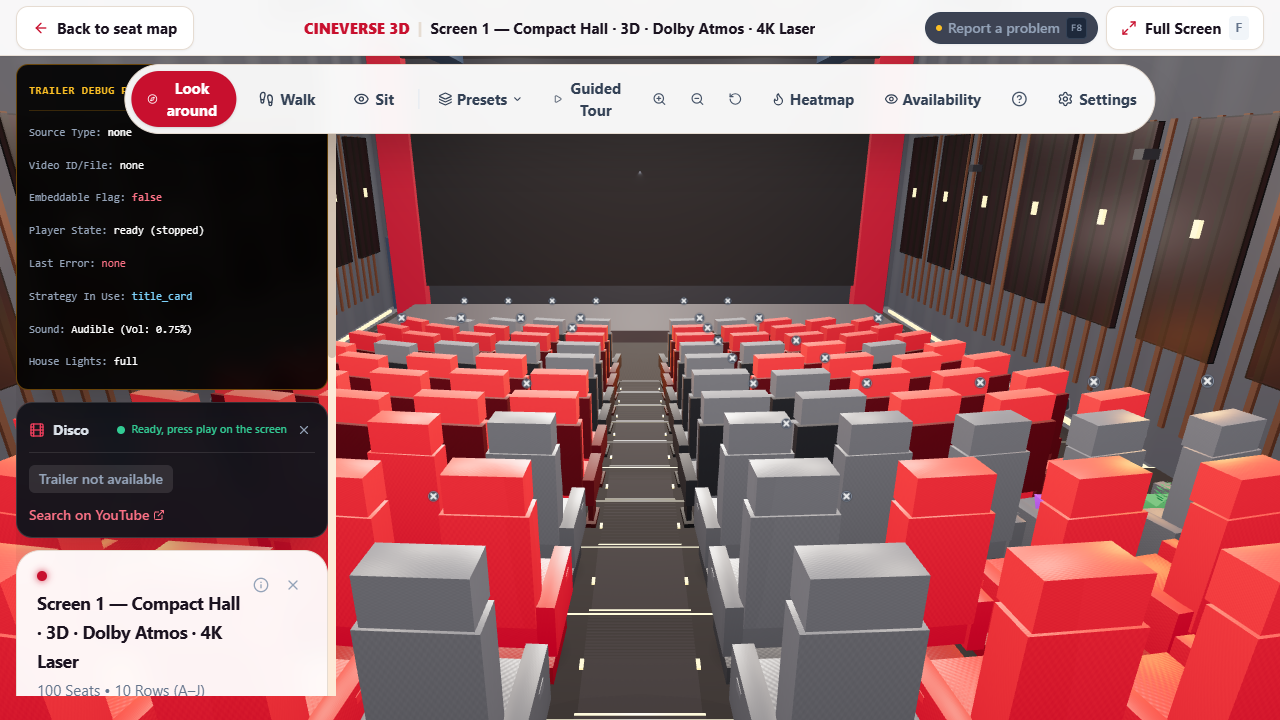 Back to seat map
CINEVERSE 3D | Screen 1 — Compact Hall · 3D · Dolby Atmos · 4K Laser
Report a problem F8
Full Screen F
Look around
Walk
Sit
Presets
Guided Tour
Heatmap
Availability
Settings
TRAILER DEBUG
Source Type: none
Video ID/File: none
Embeddable Flag: false
Player State: ready (stopped)
Last Error: none
Strategy In Use: title_card
Sound: Audible (Vol: 0.75%)
House Lights: full
Disco
Ready, press play on the screen
Trailer not available
Search on YouTube
Screen 1 — Compact Hall
· 3D · Dolby Atmos · 4K
Laser
100 Seats • 10 Rows (A–J)